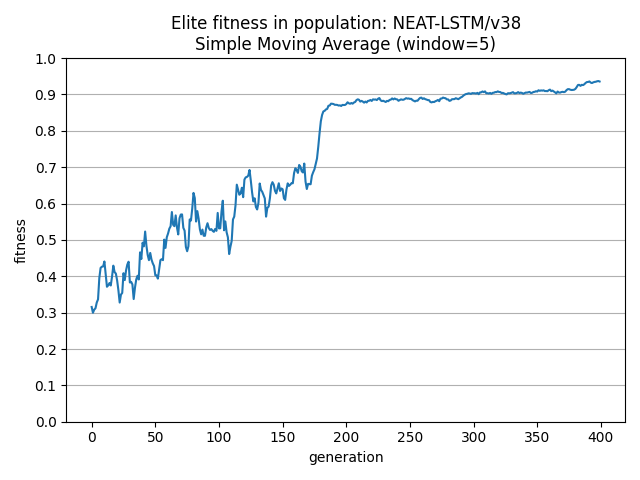 Elite fitness in population: NEAT-LSTM/v38
Simple Moving Average (window=5)
1.0
0.9
0.8
0.7
0.6
0.5
0.4
0.3
0.2
0.1
0.0
fitness
0 50 100 150 200 250 300 350 400
generation